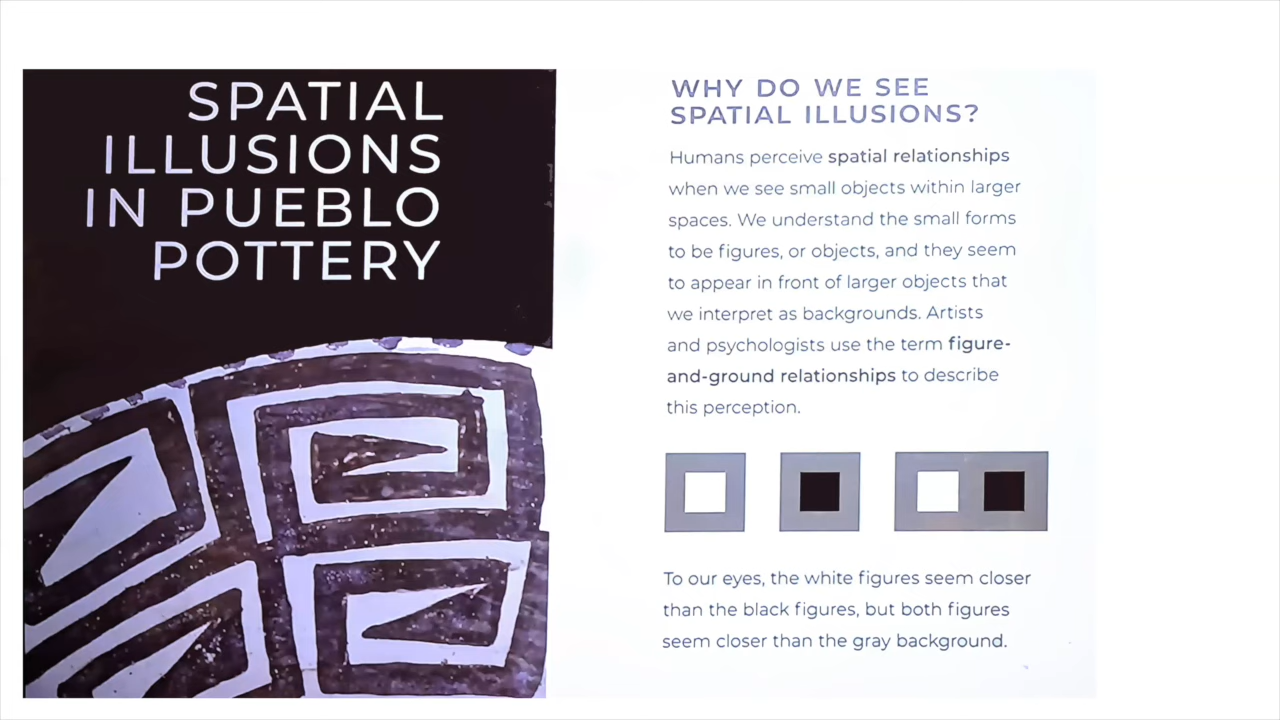 SPATIAL
ILLUSIONS
IN PUEBLO
POTTERY
WHY DO WE SEE
SPATIAL ILLUSIONS?
Humans perceive spatial relationships
when we see small objects within larger
spaces. We understand the small forms
to be figures, or objects, and they seem
to appear in front of larger objects that
we interpret as backgrounds. Artists
and psychologists use the term figure-
and-ground relationships to describe
this perception.
To our eyes, the white figures seem closer
than the black figures, but both figures
seem closer than the gray background.